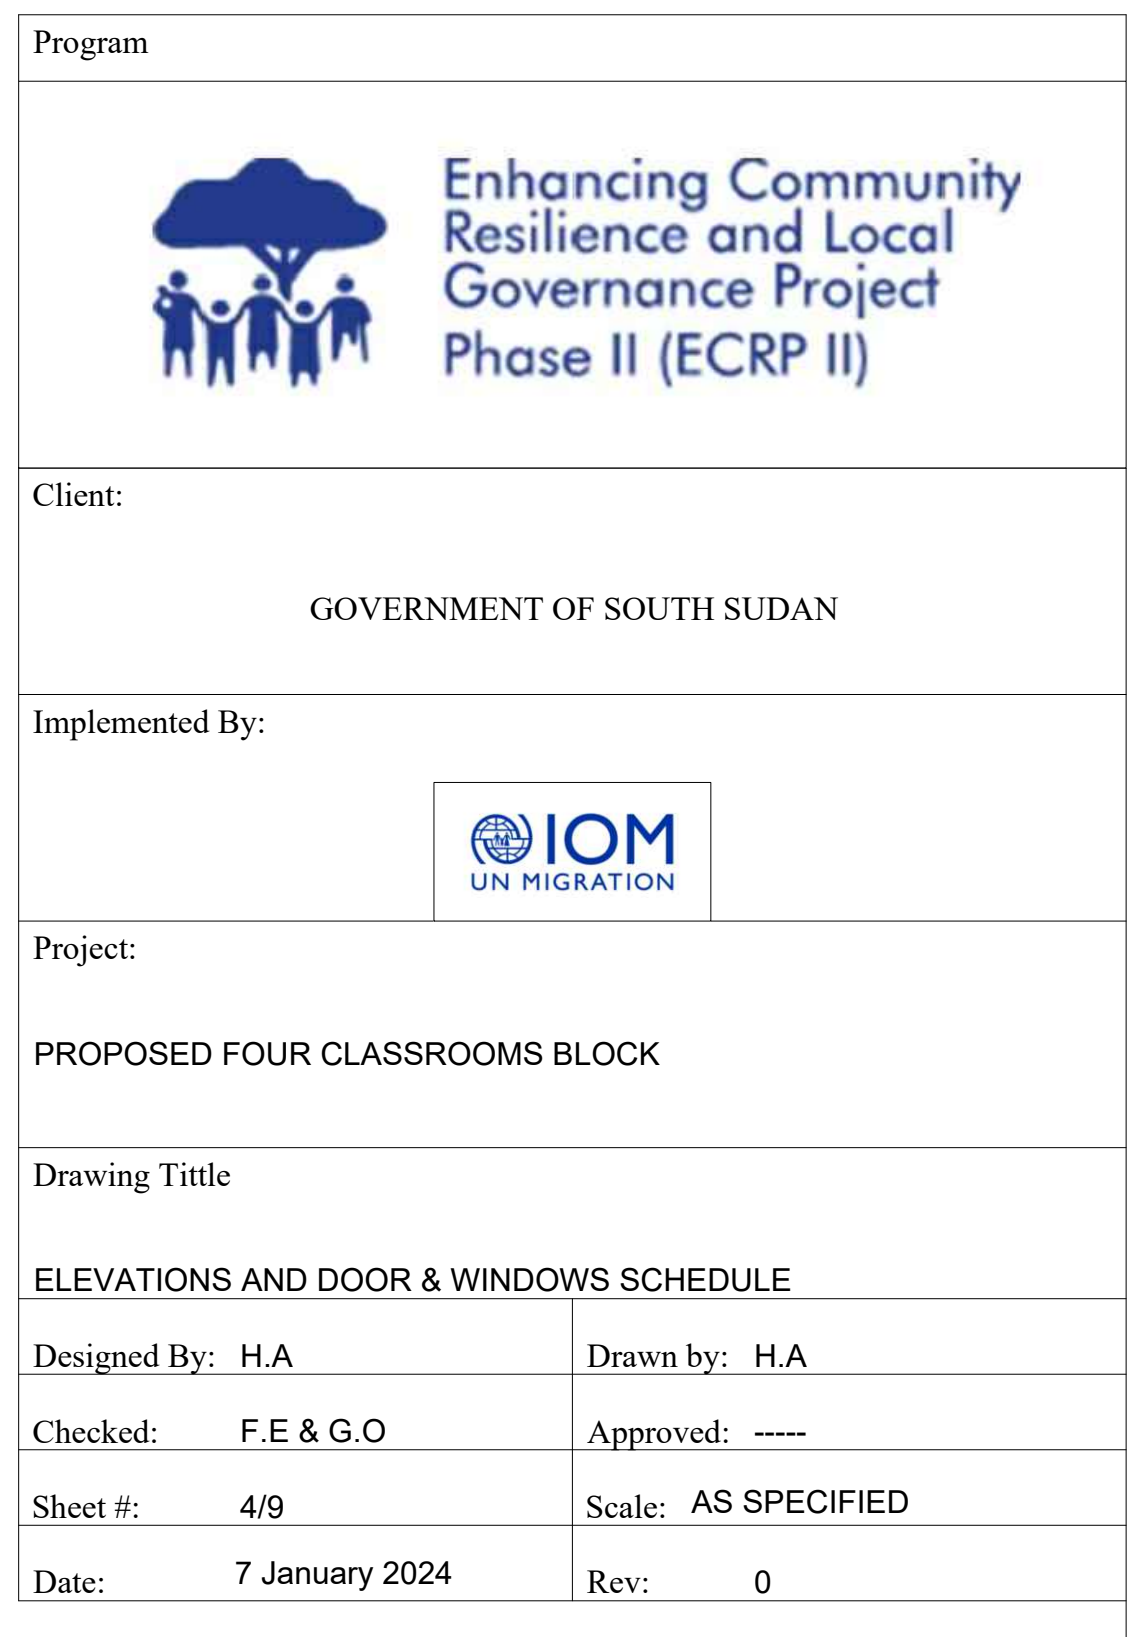 Program
Enhancing Community
Resilience and Local
Governance Project
Phase II (ECRP II)
Client:
GOVERNMENT OF SOUTH SUDAN
Implemented By:
IOM
UN MIGRATION
Project:
PROPOSED FOUR CLASSROOMS BLOCK
Drawing Tittle
ELEVATIONS AND DOOR & WINDOWS SCHEDULE
Designed By: H.A
Drawn by: H.A
Checked: F.E & G.O
Approved: -----
Sheet #: 4/9
Scale: AS SPECIFIED
Date: 7 January 2024
Rev: 0